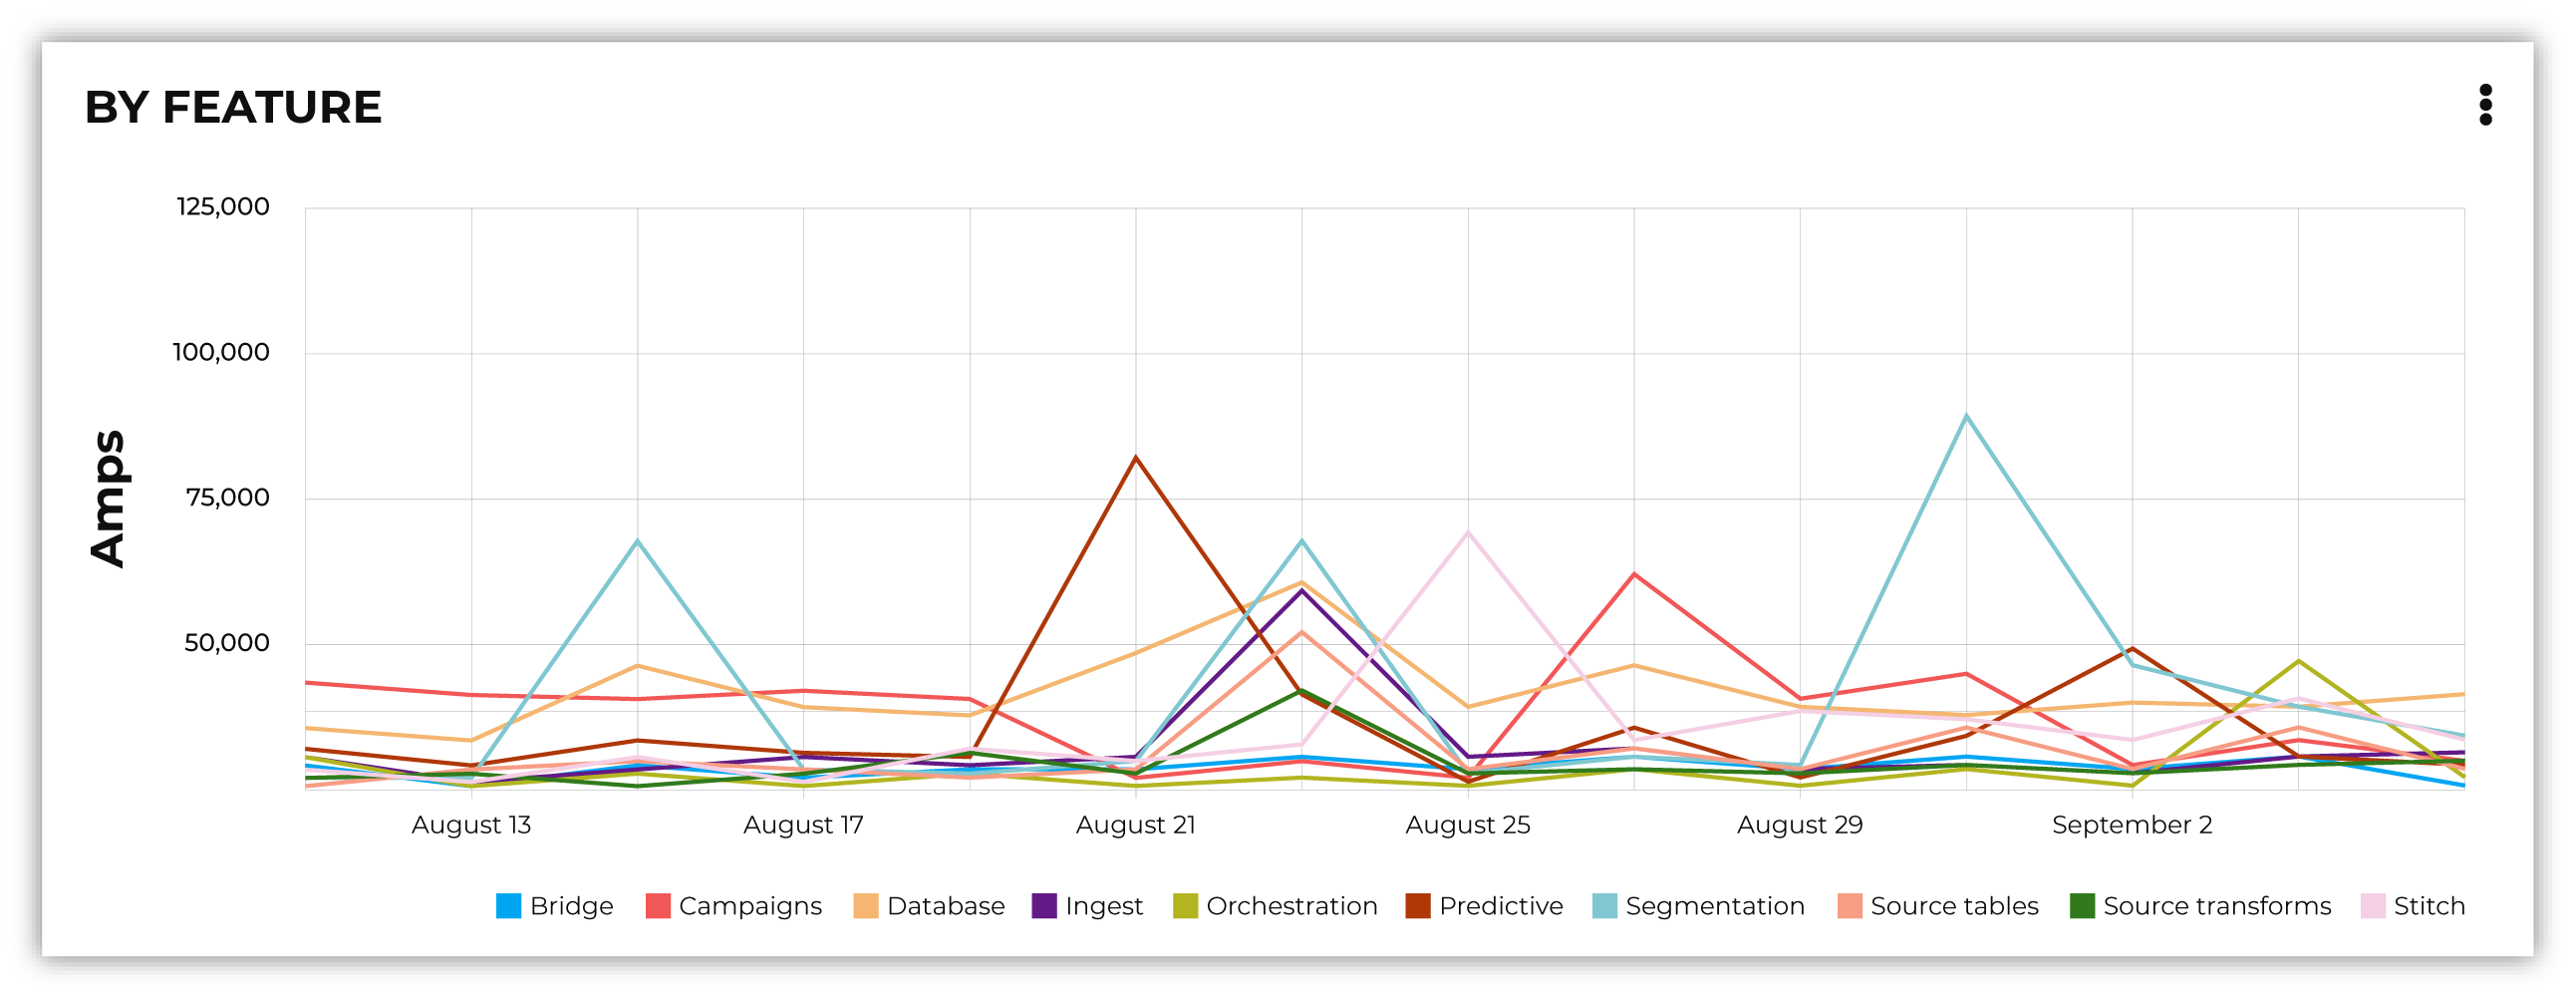 BY FEATURE
125,000
100,000
75,000
50,000
Amps
August 13 August 17 August 21 August 25 August 29 September 2
Bridge Campaigns Database Ingest Orchestration Predictive Segmentation Source tables Source transforms Stitch